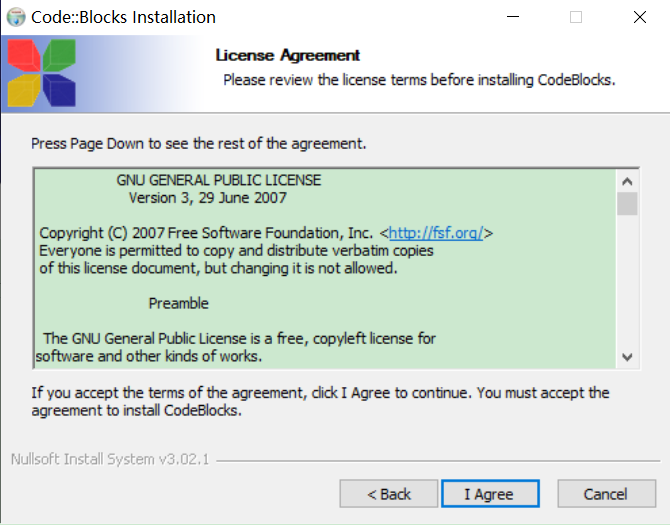 Code::Blocks Installation
License Agreement
Please review the license terms before installing CodeBlocks.
Press Page Down to see the rest of the agreement.
GNU GENERAL PUBLIC LICENSE
Version 3, 29 June 2007
Copyright (C) 2007 Free Software Foundation, Inc. <http://fsf.org/>
Everyone is permitted to copy and distribute verbatim copies
of this license document, but changing it is not allowed.
Preamble
The GNU General Public License is a free, copyleft license for
software and other kinds of works.
If you accept the terms of the agreement, click I Agree to continue. You must accept the
agreement to install CodeBlocks.
Nullsoft Install System v3.02.1
< Back
I Agree
Cancel